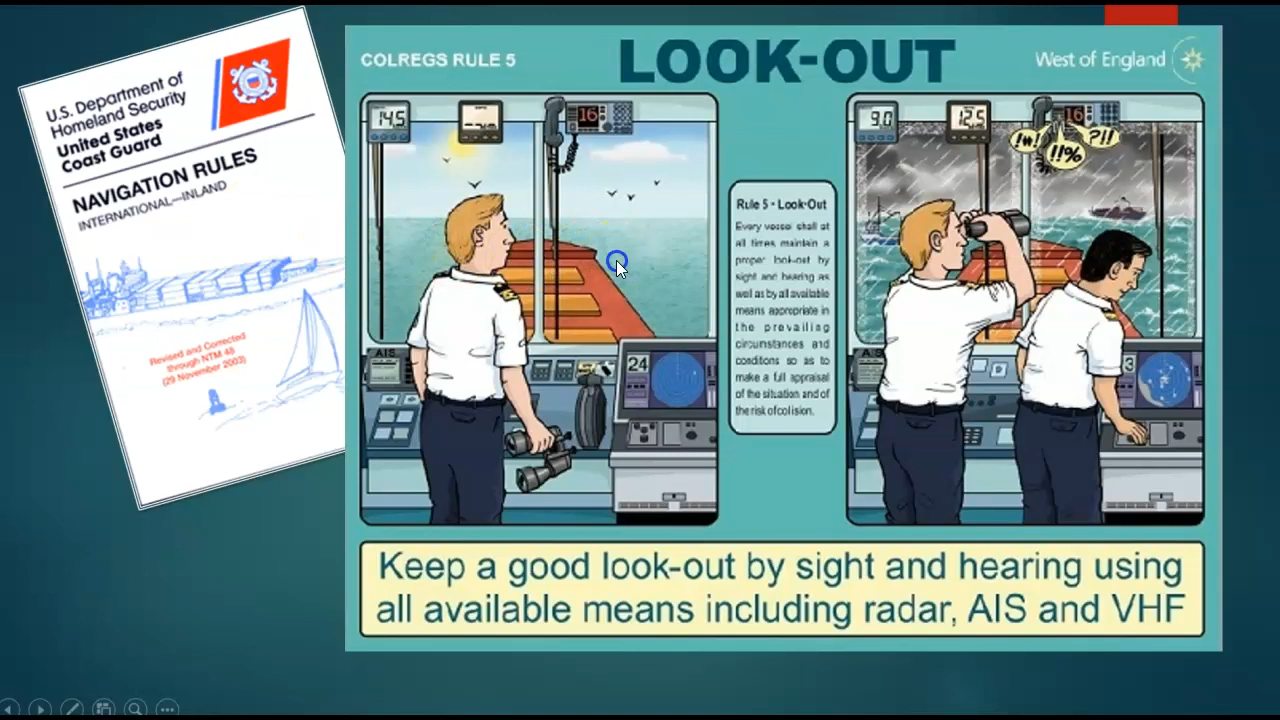 U.S. Department of
Homeland Security
United States
Coast Guard
NAVIGATION RULES
INTERNATIONAL—INLAND
Revised and Corrected
through NTM 48
(29 November 2003)
COLREGS RULE 5
LOOK-OUT
West of England
14.5
16
AIS
24
Rule 5 - Look-Out
Every vessel shall at
all times maintain a
proper look-out by
sight and hearing as
well as by all available
means appropriate in
the prevailing
circumstances and
conditions so as to
make a full appraisal
of the situation and of
the risk of collision.
9.0
12.5
16
!*!
!!%
?!!
AIS
3
Keep a good look-out by sight and hearing using
all available means including radar, AIS and VHF